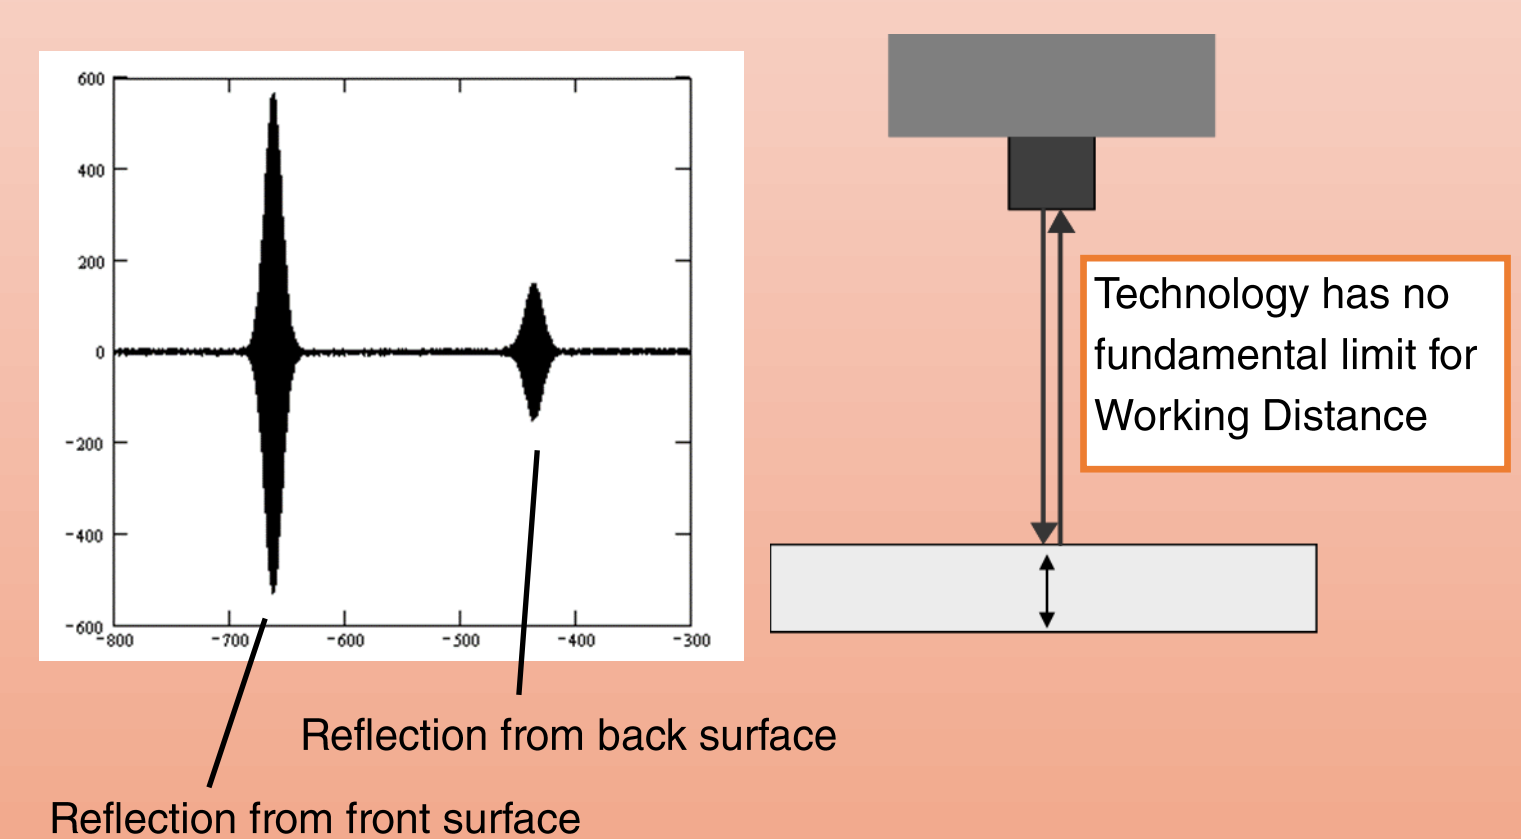 600
400
200
0
-200
-400
-600
-800 -700 -600 -500 -400 -300
Technology has no
fundamental limit for
Working Distance
Reflection from back surface
Reflection from front surface